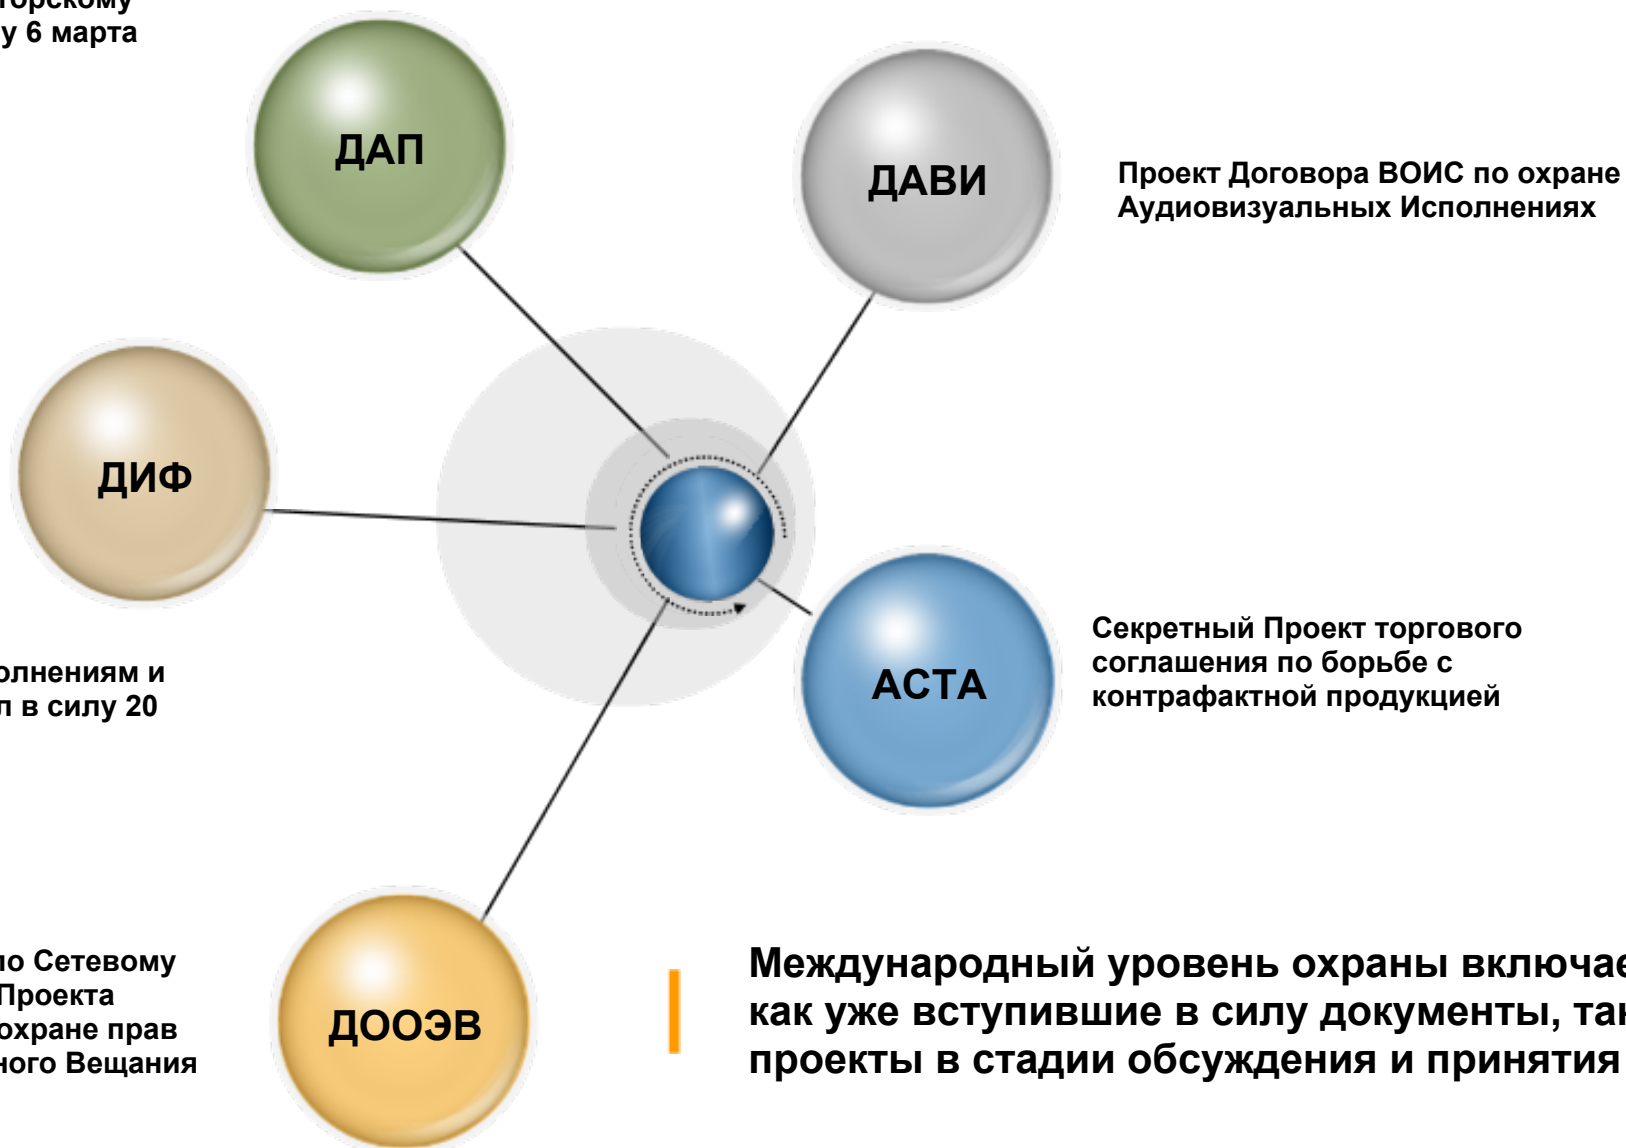 у 6 марта
ДАП
ДАВИ
Проект Договора ВОИС по охране
Аудиовизуальных Исполнениях
ДИФ
олнениям и
л в силу 20
АСТА
Секретный Проект торгового
соглашения по борьбе с
контрафактной продукцией
по Сетевому
Проекта
охране прав
ного Вещания
ДООЭВ
Международный уровень охраны включае
как уже вступившие в силу документы, так
проекты в стадии обсуждения и принятия